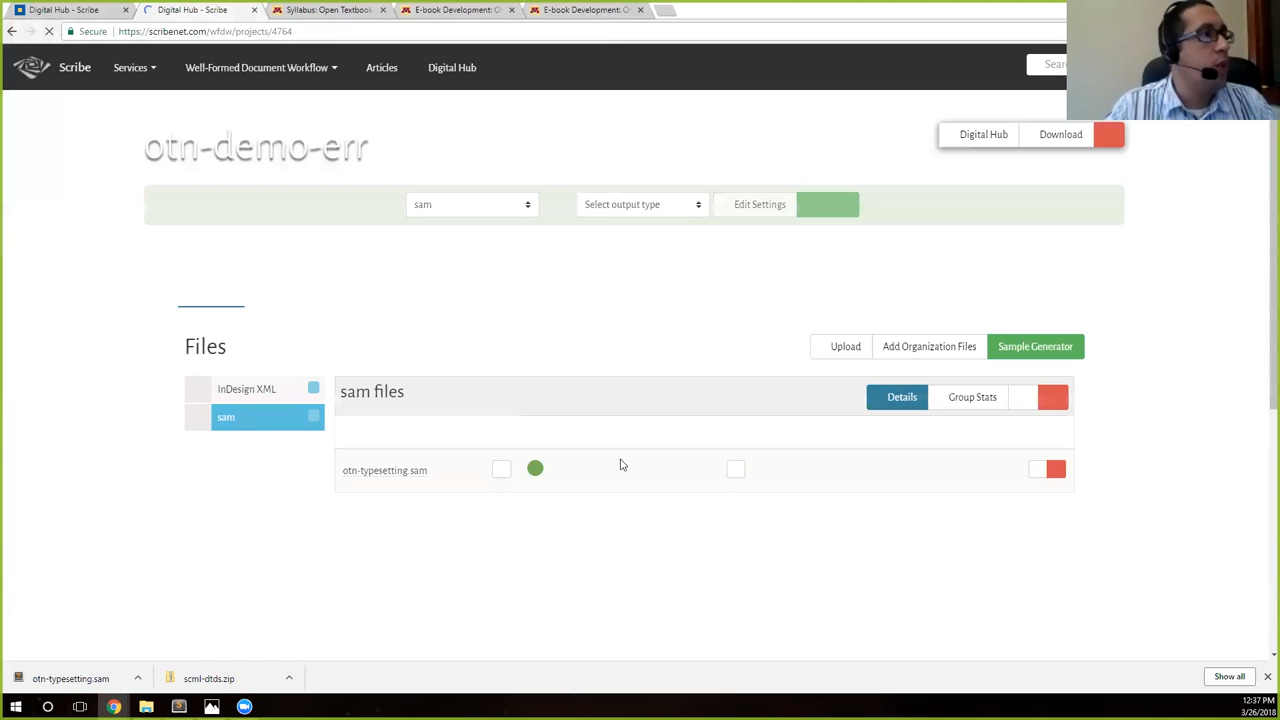 Digital Hub - Scribe
Digital Hub - Scribe
Syllabus: Open Textbook
E-book Development: O
E-book Development: O
Secure
https://scribenet.com/wfdw/projects/4764
Scribe
Services
Well-Formed Document Workflow
Articles
Digital Hub
Sear
otn-demo-err
Digital Hub
Download
sam
Select output type
Edit Settings
Files
Upload
Add Organization Files
Sample Generator
InDesign XML
sam files
Details
Group Stats
sam
otn-typesetting.sam
otn-typesetting.sam
scml-dtds.zip
Show all
12:37 PM
3/26/2018